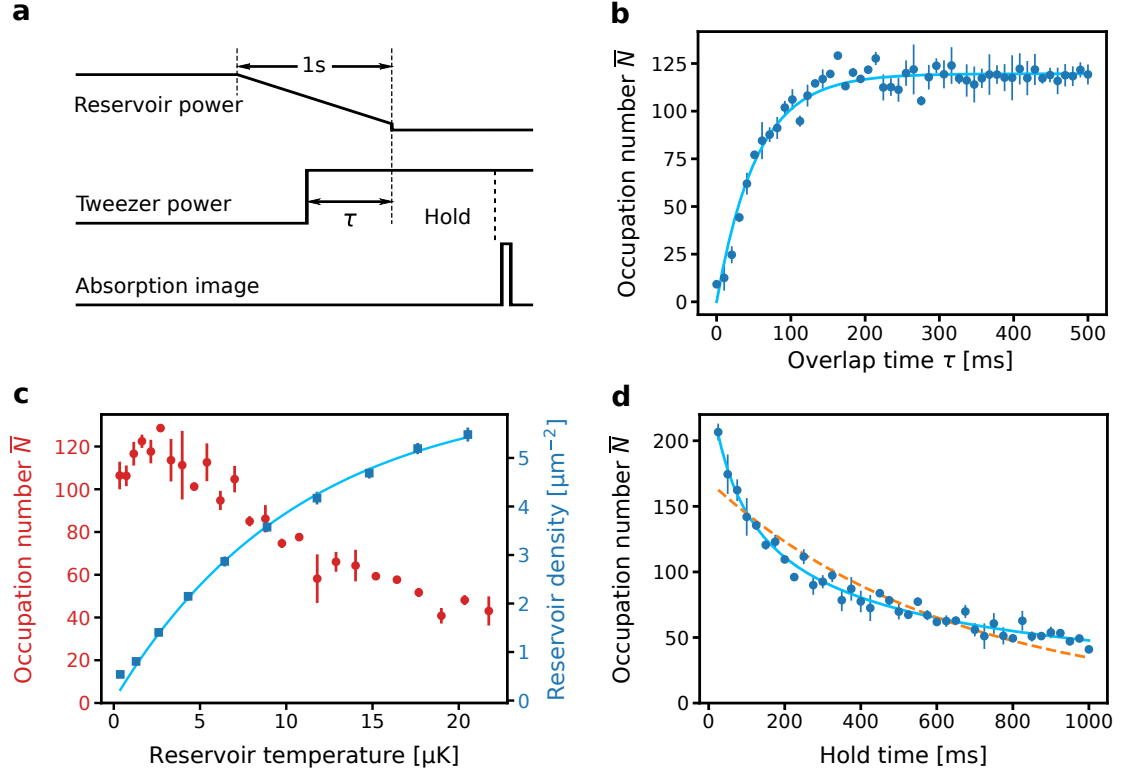 a
1s
Reservoir power
Tweezer power
τ
Hold
Absorption image
b
Occupation number N̅
125
100
75
50
25
0
0 100 200 300 400 500
Overlap time τ [ms]
c
Occupation number N̅
120
100
80
60
40
20
0
0 5 10 15 20
Reservoir temperature [μK]
Reservoir density [μm⁻²]
5
4
3
2
1
0
d
Occupation number N̅
200
150
100
50
0
0 200 400 600 800 1000
Hold time [ms]